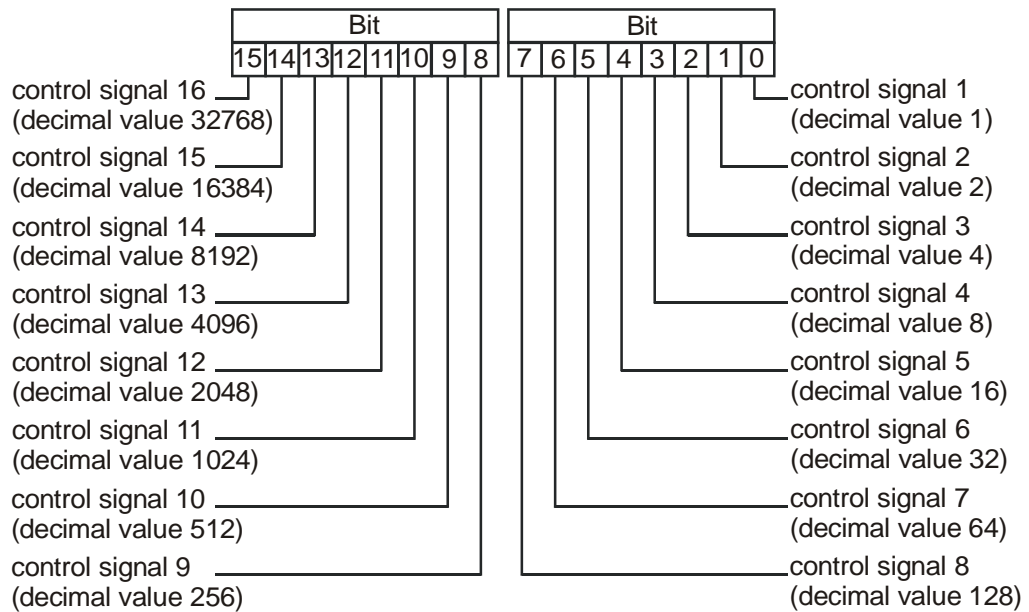 Bit
15 14 13 12 11 10 9 8
Bit
7 6 5 4 3 2 1 0
control signal 16
(decimal value 32768)
control signal 15
(decimal value 16384)
control signal 14
(decimal value 8192)
control signal 13
(decimal value 4096)
control signal 12
(decimal value 2048)
control signal 11
(decimal value 1024)
control signal 10
(decimal value 512)
control signal 9
(decimal value 256)
control signal 1
(decimal value 1)
control signal 2
(decimal value 2)
control signal 3
(decimal value 4)
control signal 4
(decimal value 8)
control signal 5
(decimal value 16)
control signal 6
(decimal value 32)
control signal 7
(decimal value 64)
control signal 8
(decimal value 128)